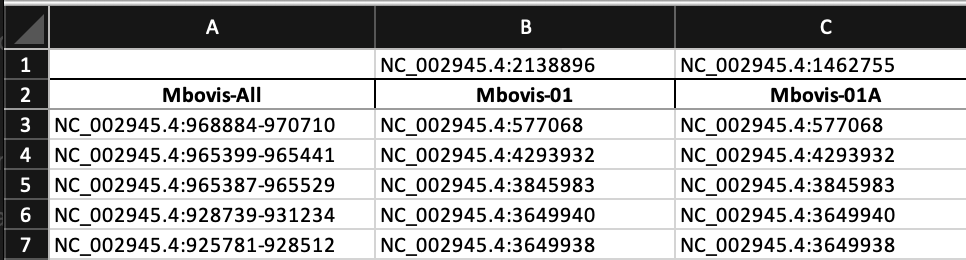 A B C
1 NC_002945.4:2138896 NC_002945.4:1462755
2 Mbovis-All Mbovis-01 Mbovis-01A
3 NC_002945.4:968884-970710 NC_002945.4:577068 NC_002945.4:577068
4 NC_002945.4:965399-965441 NC_002945.4:4293932 NC_002945.4:4293932
5 NC_002945.4:965387-965529 NC_002945.4:3845983 NC_002945.4:3845983
6 NC_002945.4:928739-931234 NC_002945.4:3649940 NC_002945.4:3649940
7 NC_002945.4:925781-928512 NC_002945.4:3649938 NC_002945.4:3649938